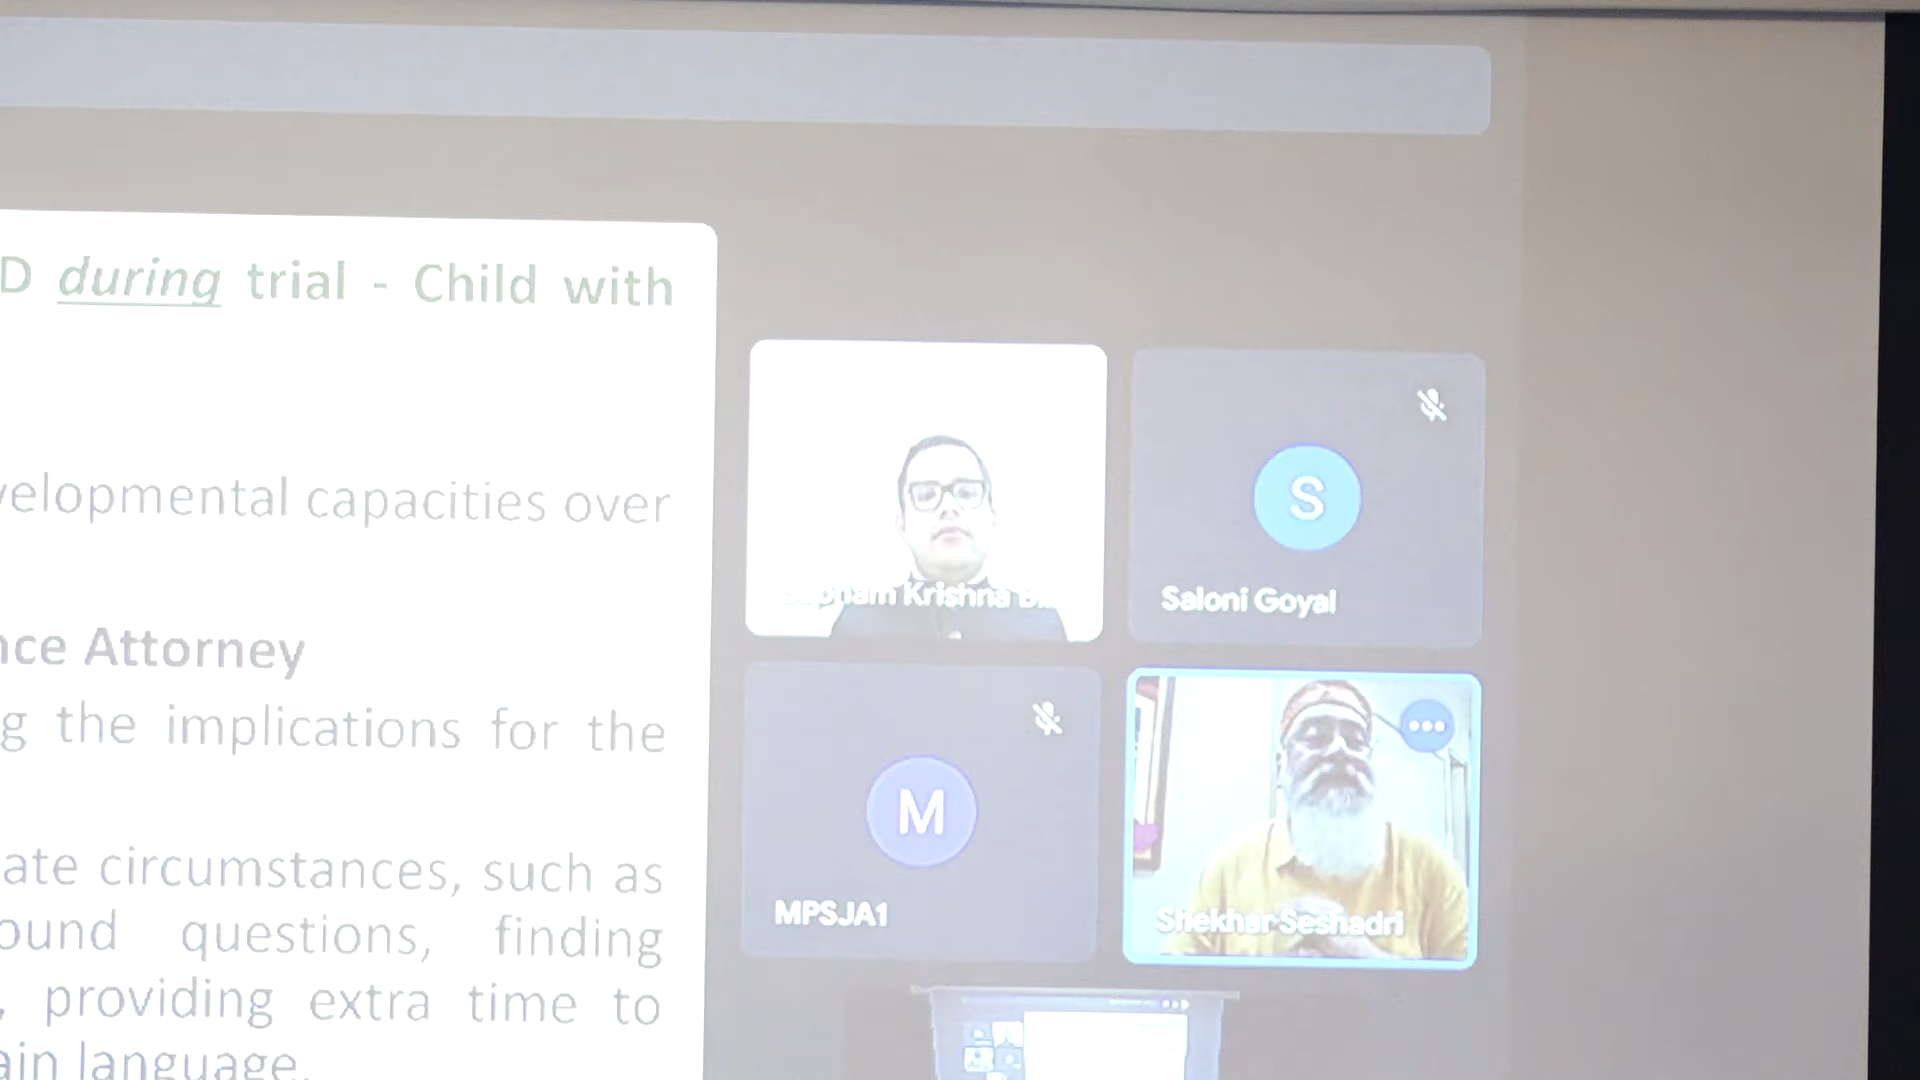 D during trial - Child with
velopmental capacities over
nce Attorney
g the implications for the
ate circumstances, such as
ound questions, finding
, providing extra time to
ain language.
Krishna
S
Saloni Goyal
M
MPSJA1
Shekhar Seshadri